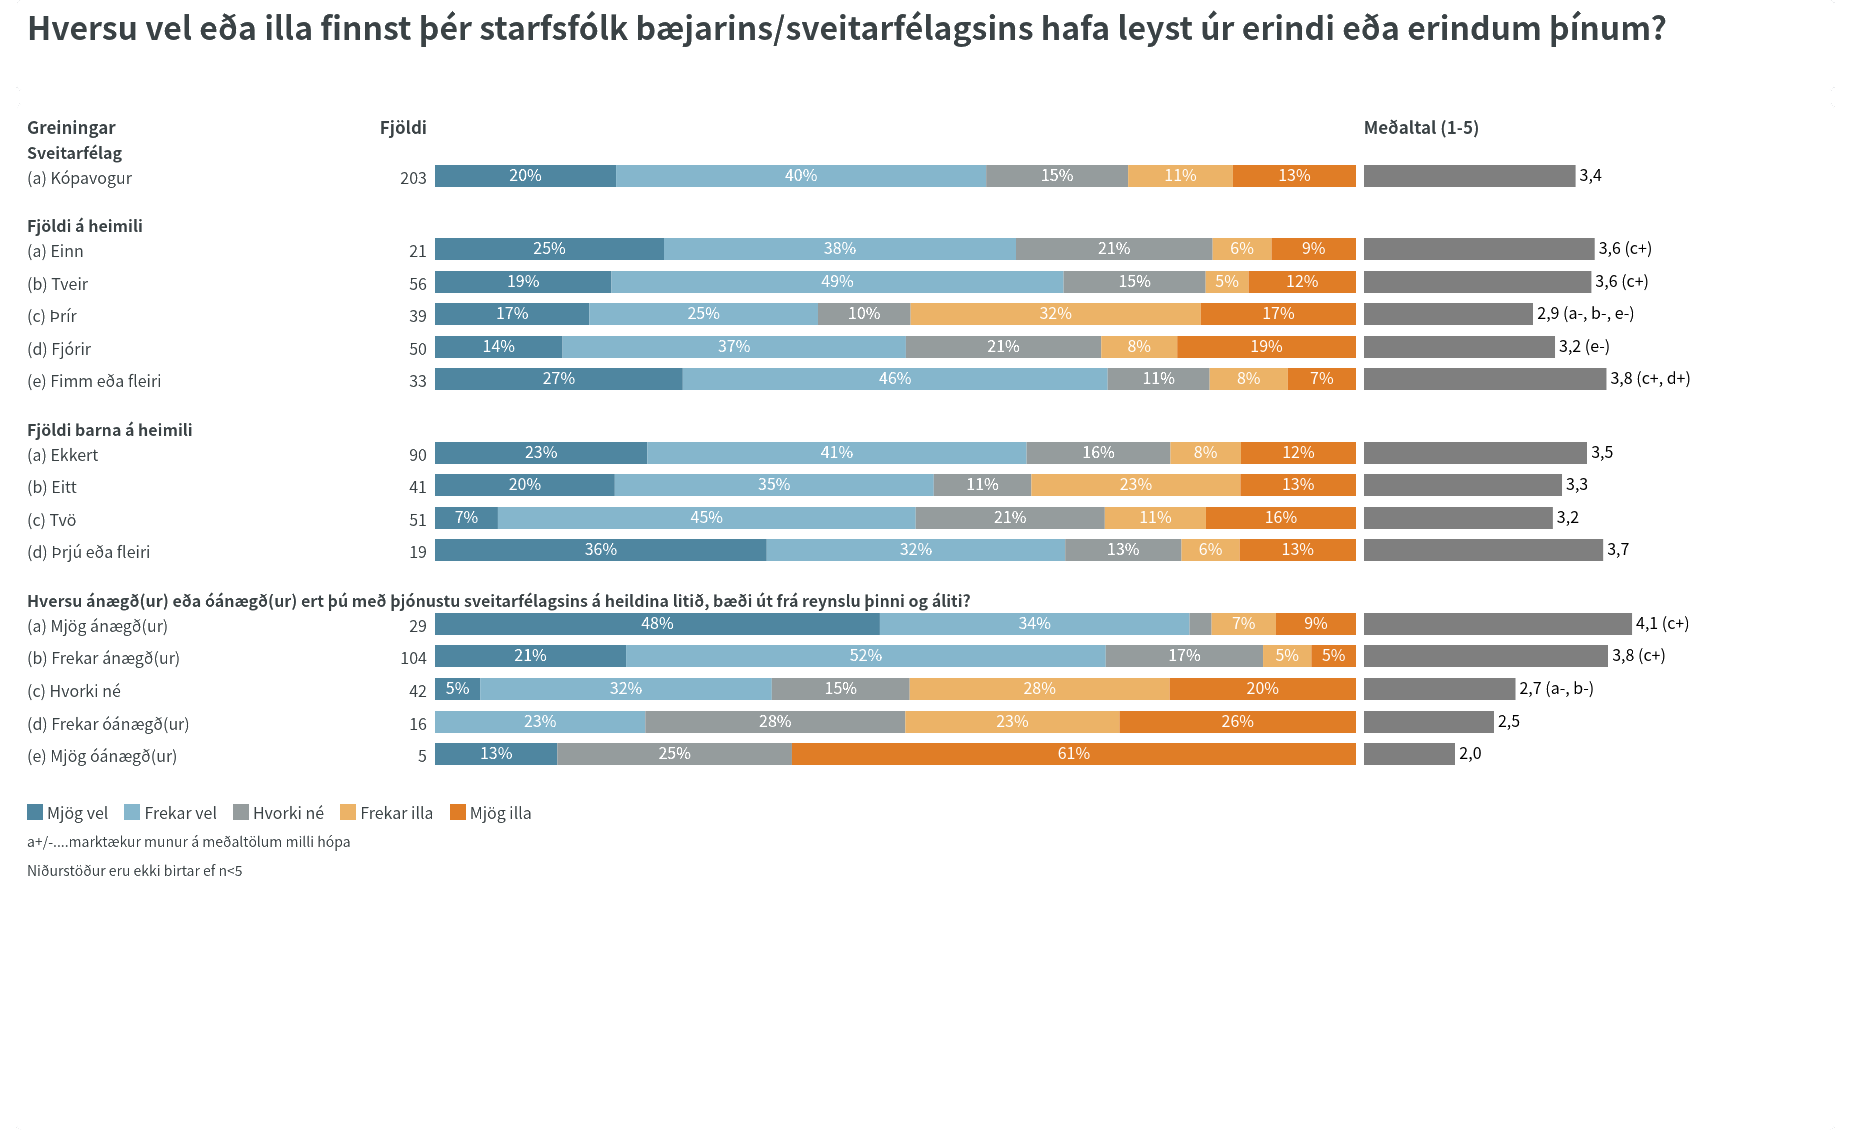 Hversu vel eða illa finnst þér starfsfólk bæjarins/sveitarfélagsins hafa leyst úr erindi eða erindum þínum?
Greiningar Fjöldi Meðaltal (1-5)
Sveitarfélag
(a) Kópavogur 203 20% 40% 15% 11% 13% 3,4
Fjöldi á heimili
(a) Einn 21 25% 38% 21% 6% 9% 3,6 (c+)
(b) Tveir 56 19% 49% 15% 5% 12% 3,6 (c+)
(c) Þrír 39 17% 25% 10% 32% 17% 2,9 (a-, b-, e-)
(d) Fjórir 50 14% 37% 21% 8% 19% 3,2 (e-)
(e) Fimm eða fleiri 33 27% 46% 11% 8% 7% 3,8 (c+, d+)
Fjöldi barna á heimili
(a) Ekkert 90 23% 41% 16% 8% 12% 3,5
(b) Eitt 41 20% 35% 11% 23% 13% 3,3
(c) Tvö 51 7% 45% 21% 11% 16% 3,2
(d) Þrjú eða fleiri 19 36% 32% 13% 6% 13% 3,7
Hversu ánægð(ur) eða óánægð(ur) ert þú með þjónustu sveitarfélagsins á heildina litið, bæði út frá reynslu þinni og áliti?
(a) Mjög ánægð(ur) 29 48% 34% 7% 9% 4,1 (c+)
(b) Frekar ánægð(ur) 104 21% 52% 17% 5% 5% 3,8 (c+)
(c) Hvorki né 42 5% 32% 15% 28% 20% 2,7 (a-, b-)
(d) Frekar óánægð(ur) 16 23% 28% 23% 26% 2,5
(e) Mjög óánægð(ur) 5 13% 25% 61% 2,0
Mjög vel Frekar vel Hvorki né Frekar illa Mjög illa
a+/-....marktækur munur á meðaltölum milli hópa
Niðurstöður eru ekki birtar ef n<5